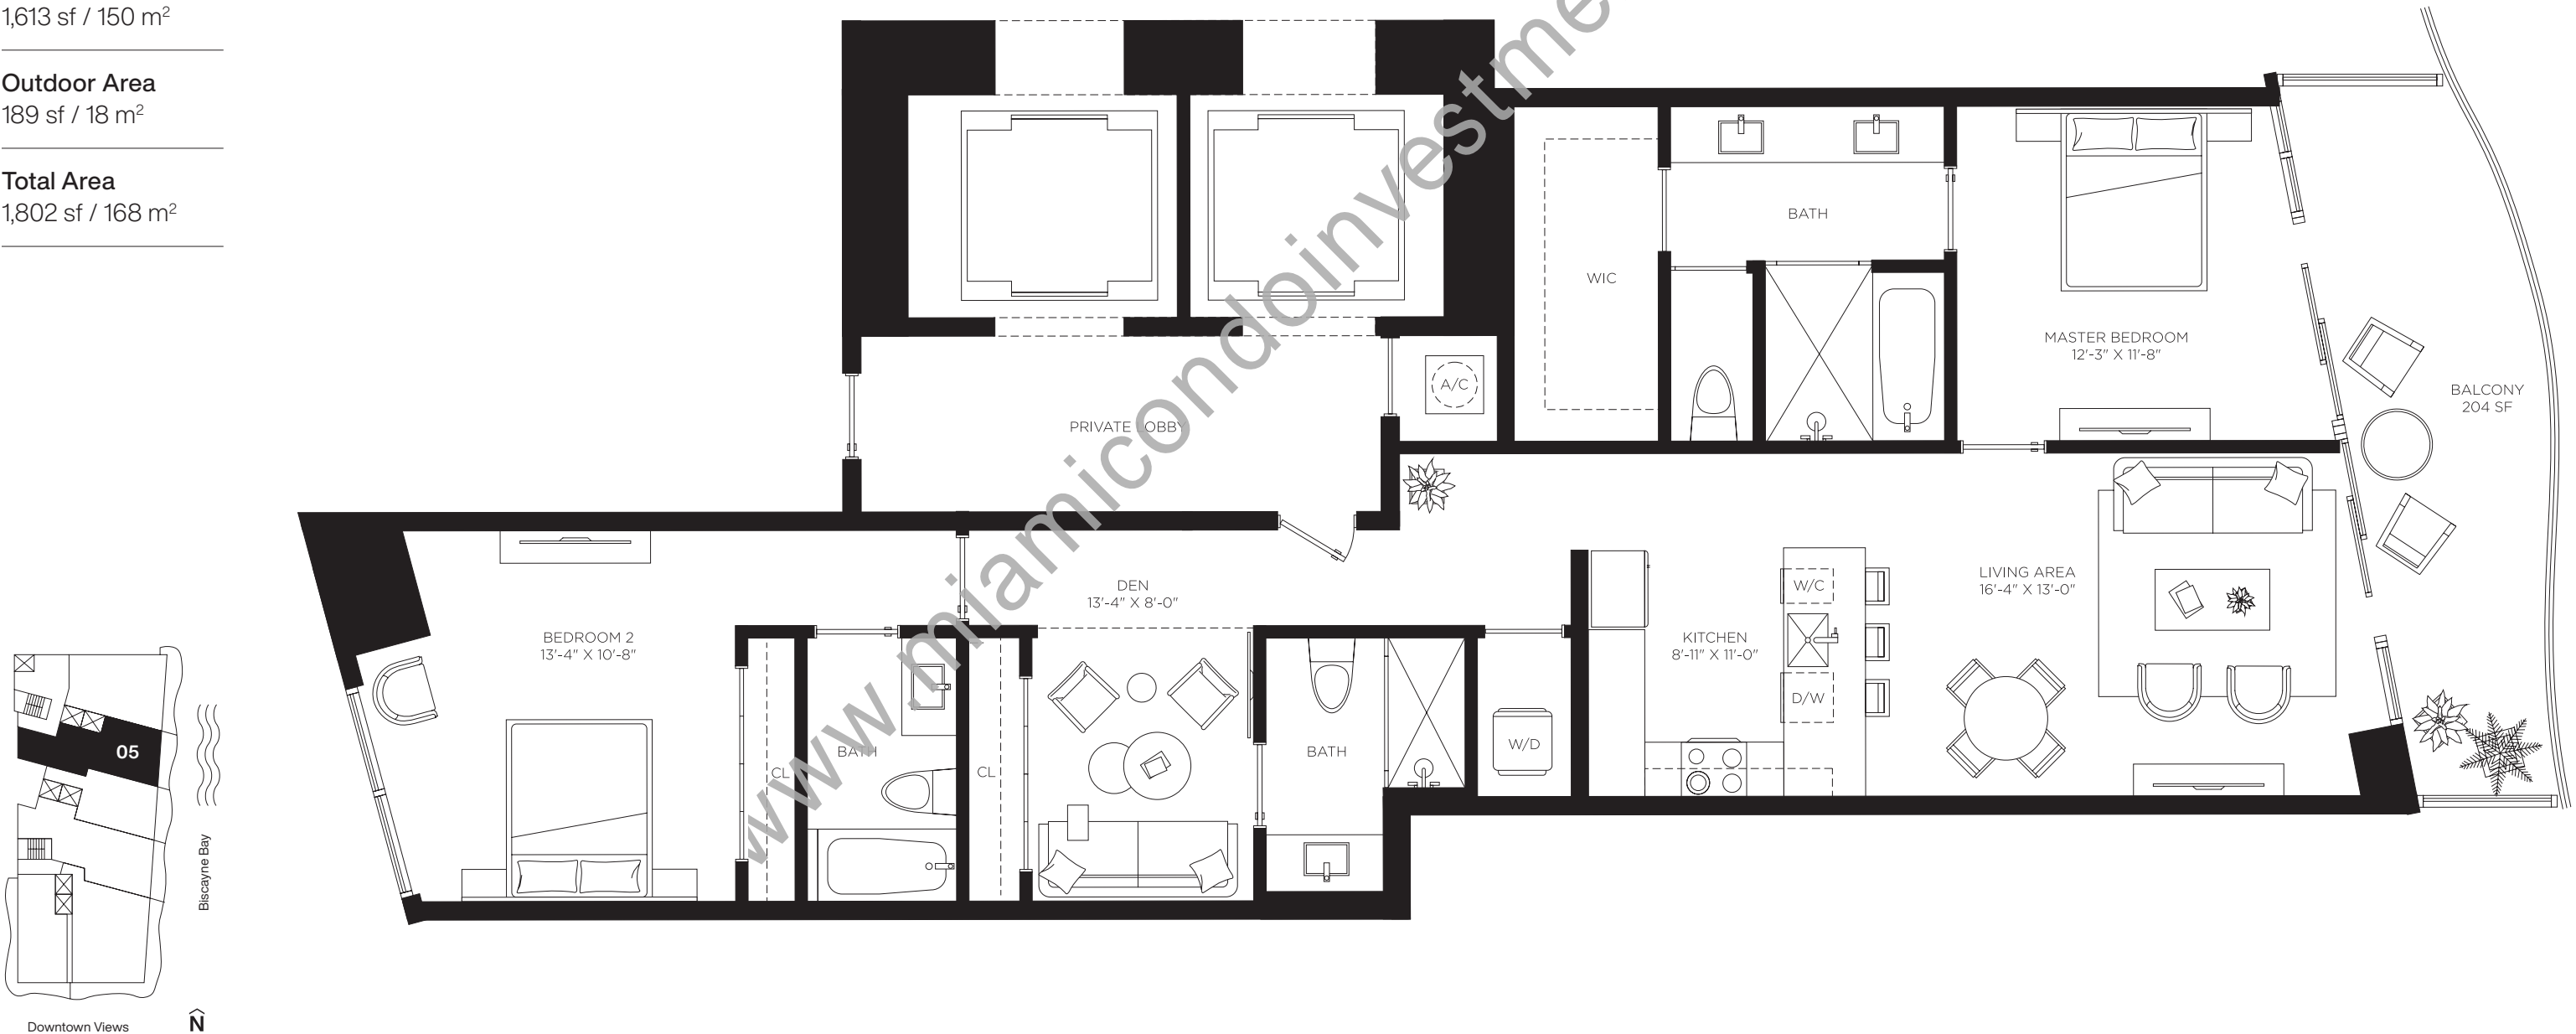 1,613 sf / 150 m²
Outdoor Area
189 sf / 18 m²
Total Area
1,802 sf / 168 m²
www.miamicondoinvestme
BATH
WIC
MASTER BEDROOM
12'-3" X 11'-8"
A/C
BALCONY
204 SF
PRIVATE LOBBY
DEN
13'-4" X 8'-0"
W/C
LIVING AREA
16'-4" X 13'-0"
BEDROOM 2
13'-4" X 10'-8"
KITCHEN
8'-11" X 11'-0"
D/W
CL
BATH
CL
BATH
W/D
05
Biscayne Bay
Downtown Views
N